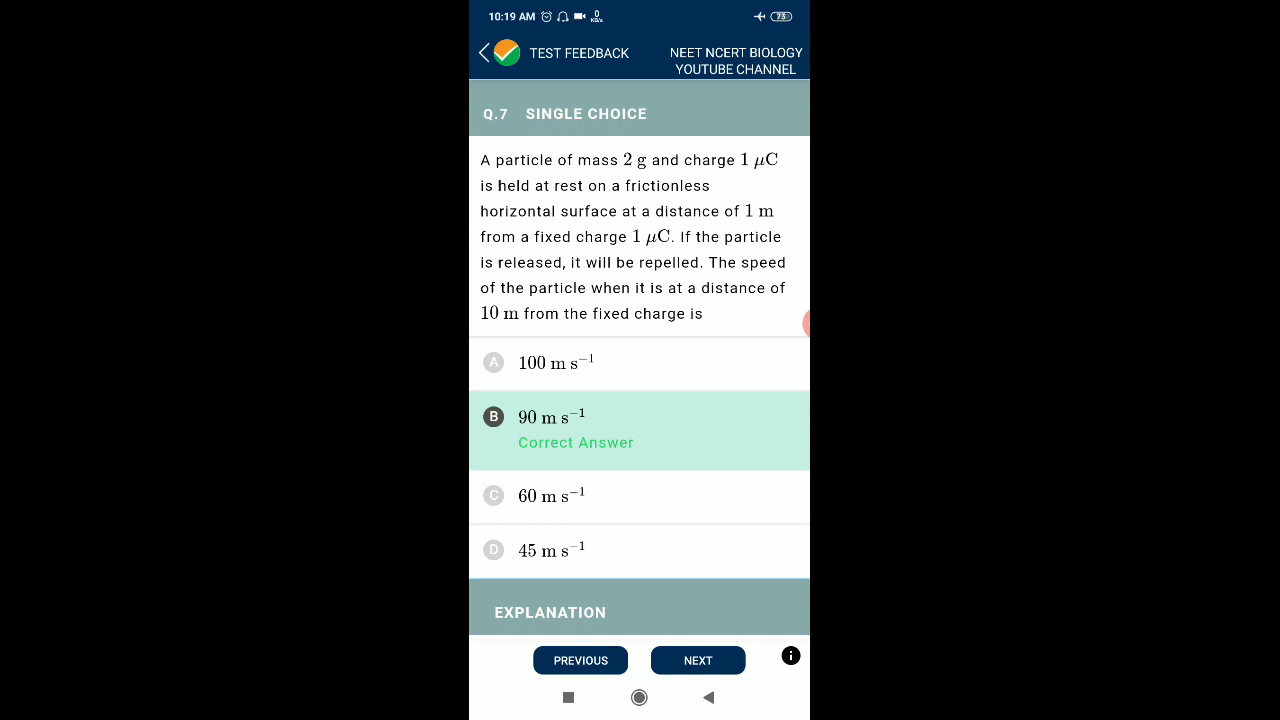 10:19 AM 0 KB/s 73
TEST FEEDBACK
NEET NCERT BIOLOGY
YOUTUBE CHANNEL
Q.7 SINGLE CHOICE
A particle of mass 2 g and charge 1 μC
is held at rest on a frictionless
horizontal surface at a distance of 1 m
from a fixed charge 1 μC. If the particle
is released, it will be repelled. The speed
of the particle when it is at a distance of
10 m from the fixed charge is
A 100 m s⁻¹
B 90 m s⁻¹
Correct Answer
C 60 m s⁻¹
D 45 m s⁻¹
EXPLANATION
PREVIOUS NEXT i